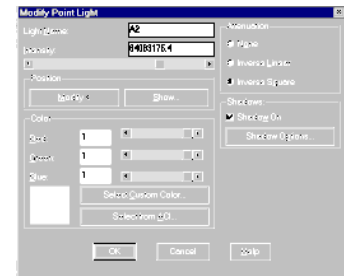 Modify Point Light
Light Name: A2
Intensity: 84083175.4
Position
Modify <
Show...
Color
Red: 1
Green: 1
Blue: 1
Select Custom Color...
Select from ACI...
Attenuation
None
Inverse Linear
Inverse Square
Shadows
Shadow On
Shadow Options...
OK
Cancel
Help